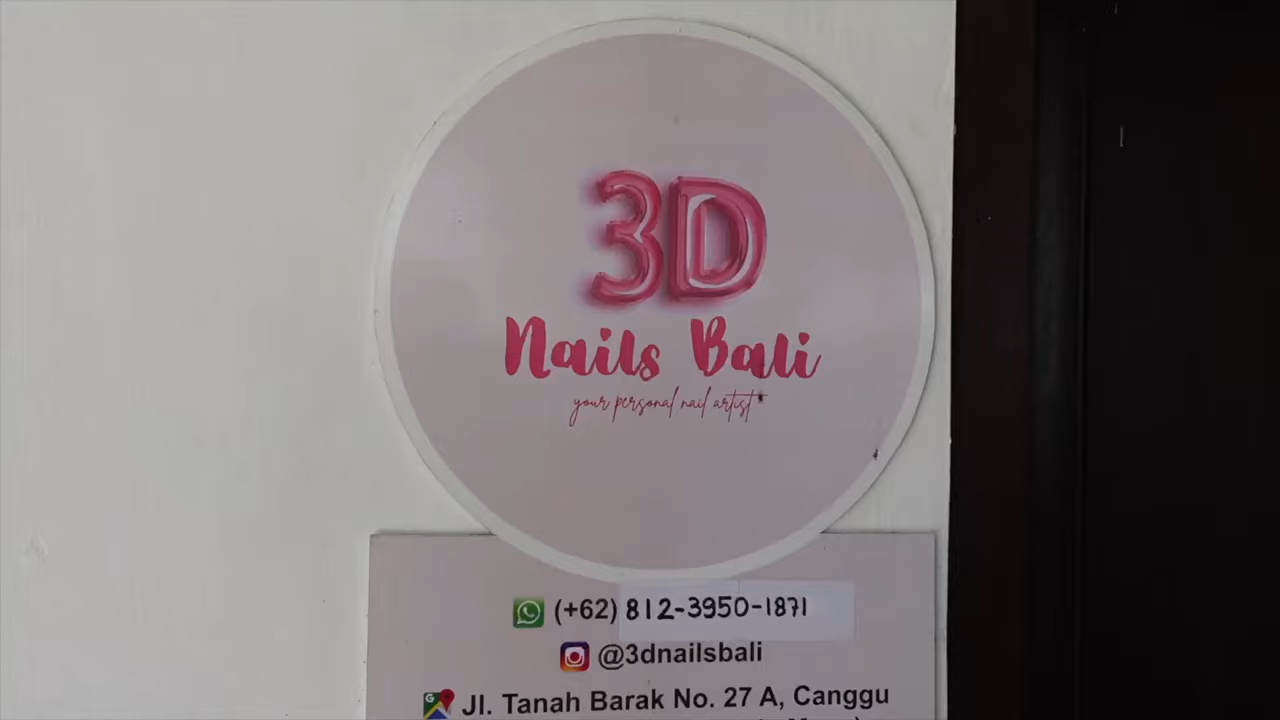 3D
Nails Bali
your personal nail artist
(+62) 812-3950-1871
@3dnailsbali
Jl. Tanah Barak No. 27 A, Canggu